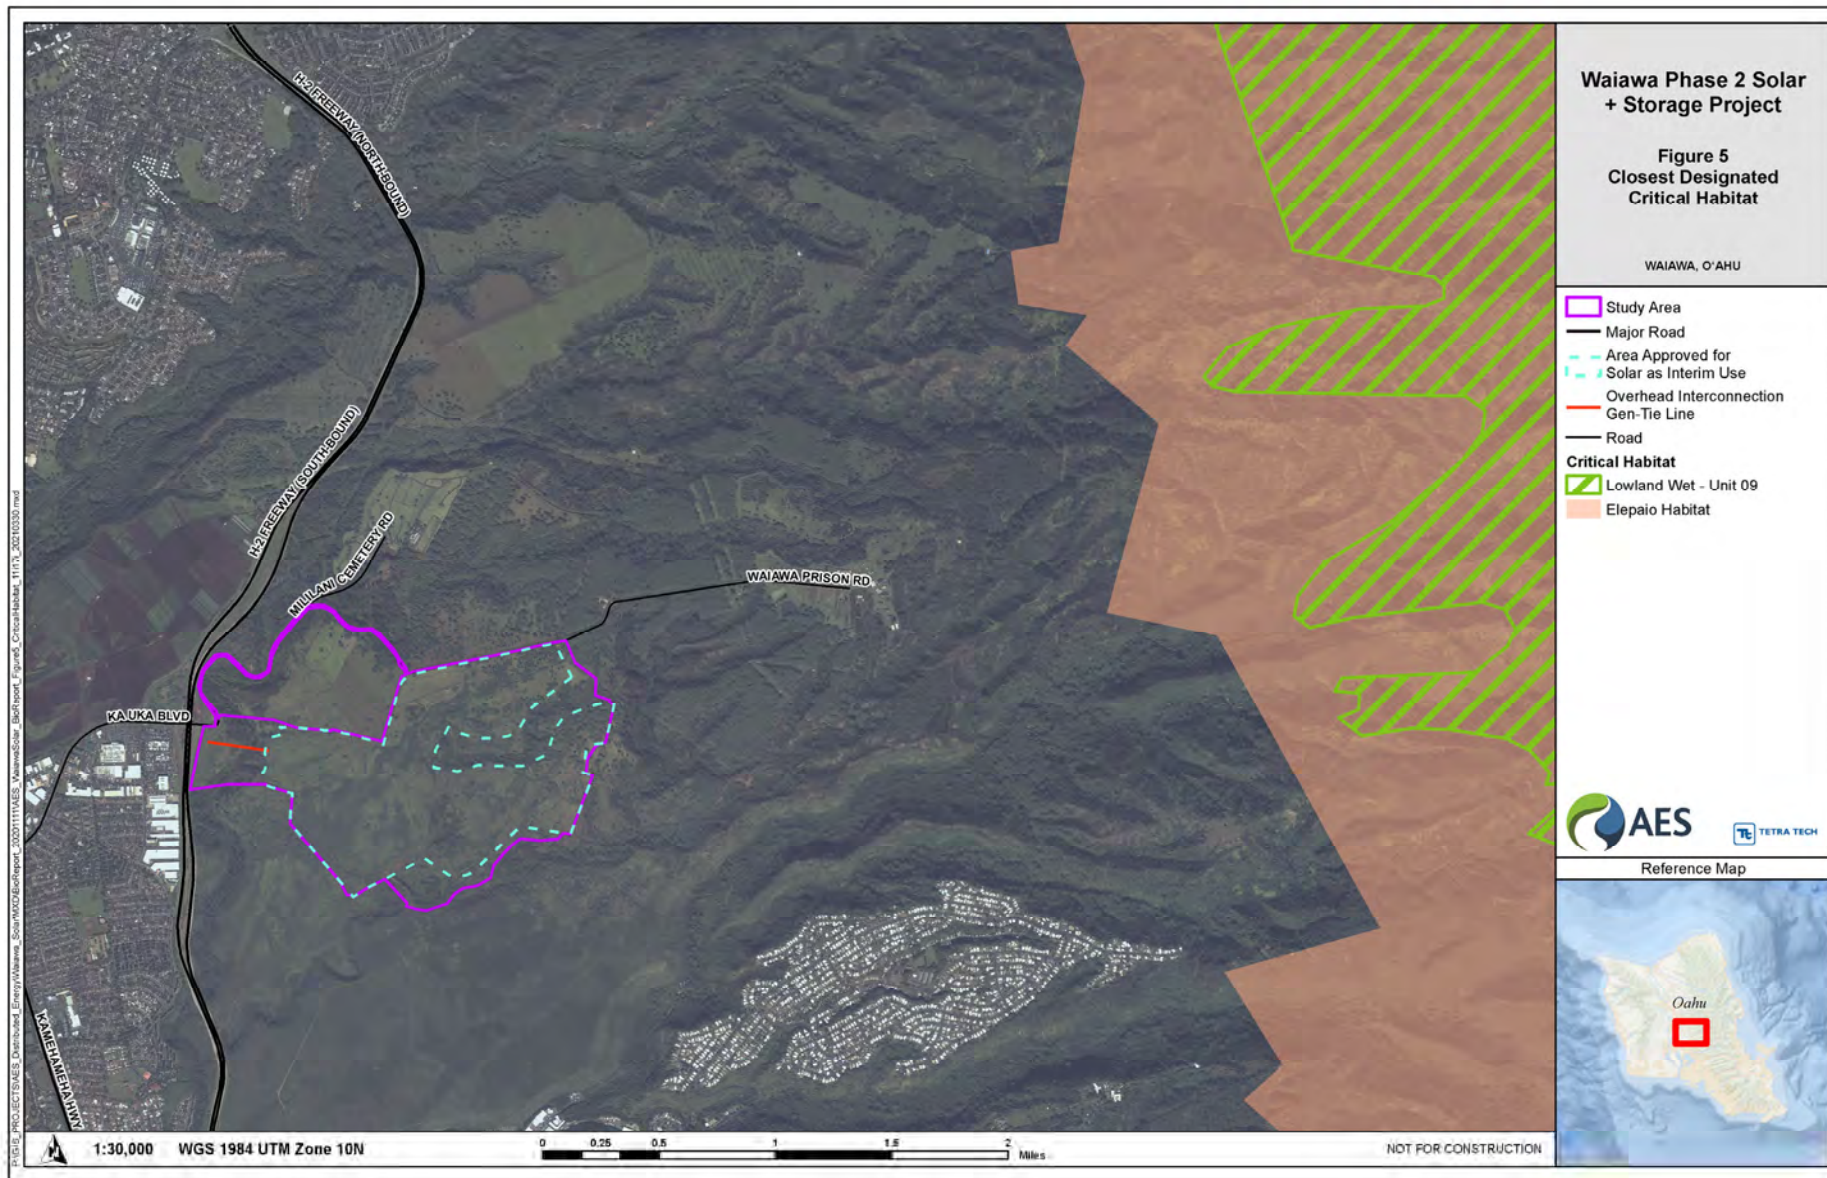 Waiawa Phase 2 Solar
+ Storage Project
Figure 5
Closest Designated
Critical Habitat
WAIAWA, O'AHU
Study Area
Major Road
Area Approved for
Solar as Interim Use
Overhead Interconnection
Gen-Tie Line
Road
Critical Habitat
Lowland Wet - Unit 09
Elepaio Habitat
AES
Tt TETRA TECH
Reference Map
Oahu
H-2 FREEWAY (NORTH-BOUND)
H-2 FREEWAY (SOUTH-BOUND)
MILILANI CEMETERY RD
WAIAWA PRISON RD
KA UKA BLVD
KAMEHAMEHA HWY
N
1:30,000
WGS 1984 UTM Zone 10N
0 0.25 0.5 1 1.5 2
Miles
NOT FOR CONSTRUCTION